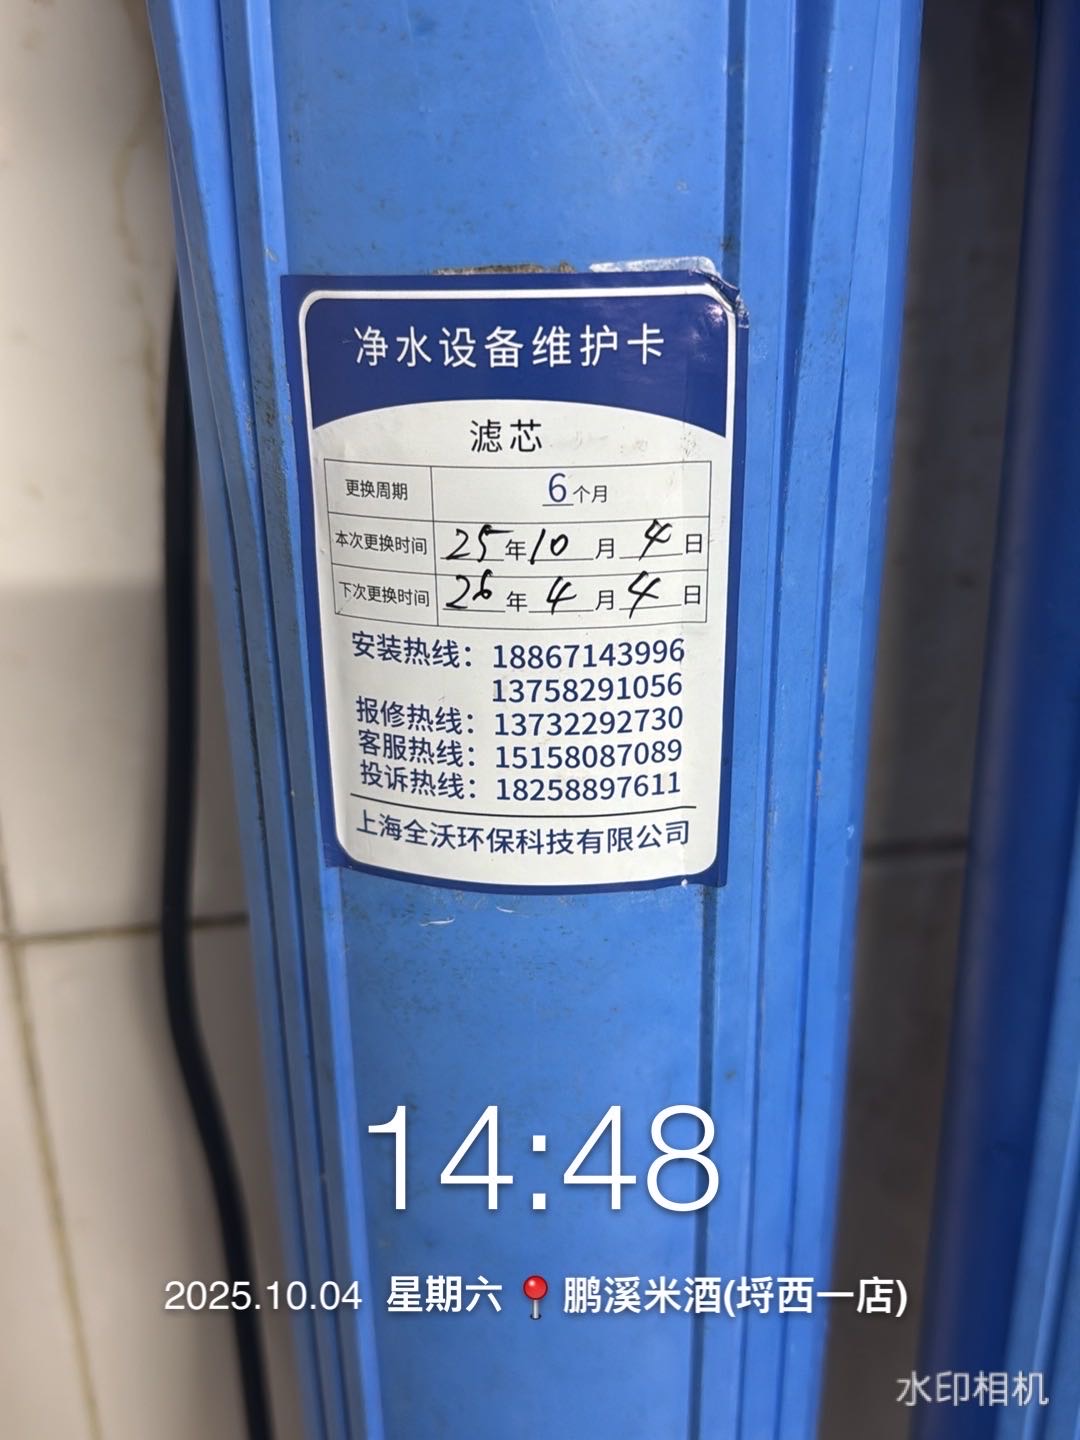 净水设备维护卡
滤芯
更换周期 6个月
本次更换时间 25年10月4日
下次更换时间 26年4月4日
安装热线：18867143996
13758291056
报修热线：13732292730
客服热线：15158087089
投诉热线：18258897611
上海全沃环保科技有限公司
14:48
2025.10.04 星期六 📍鹏溪米酒(埒西一店)
水印相机